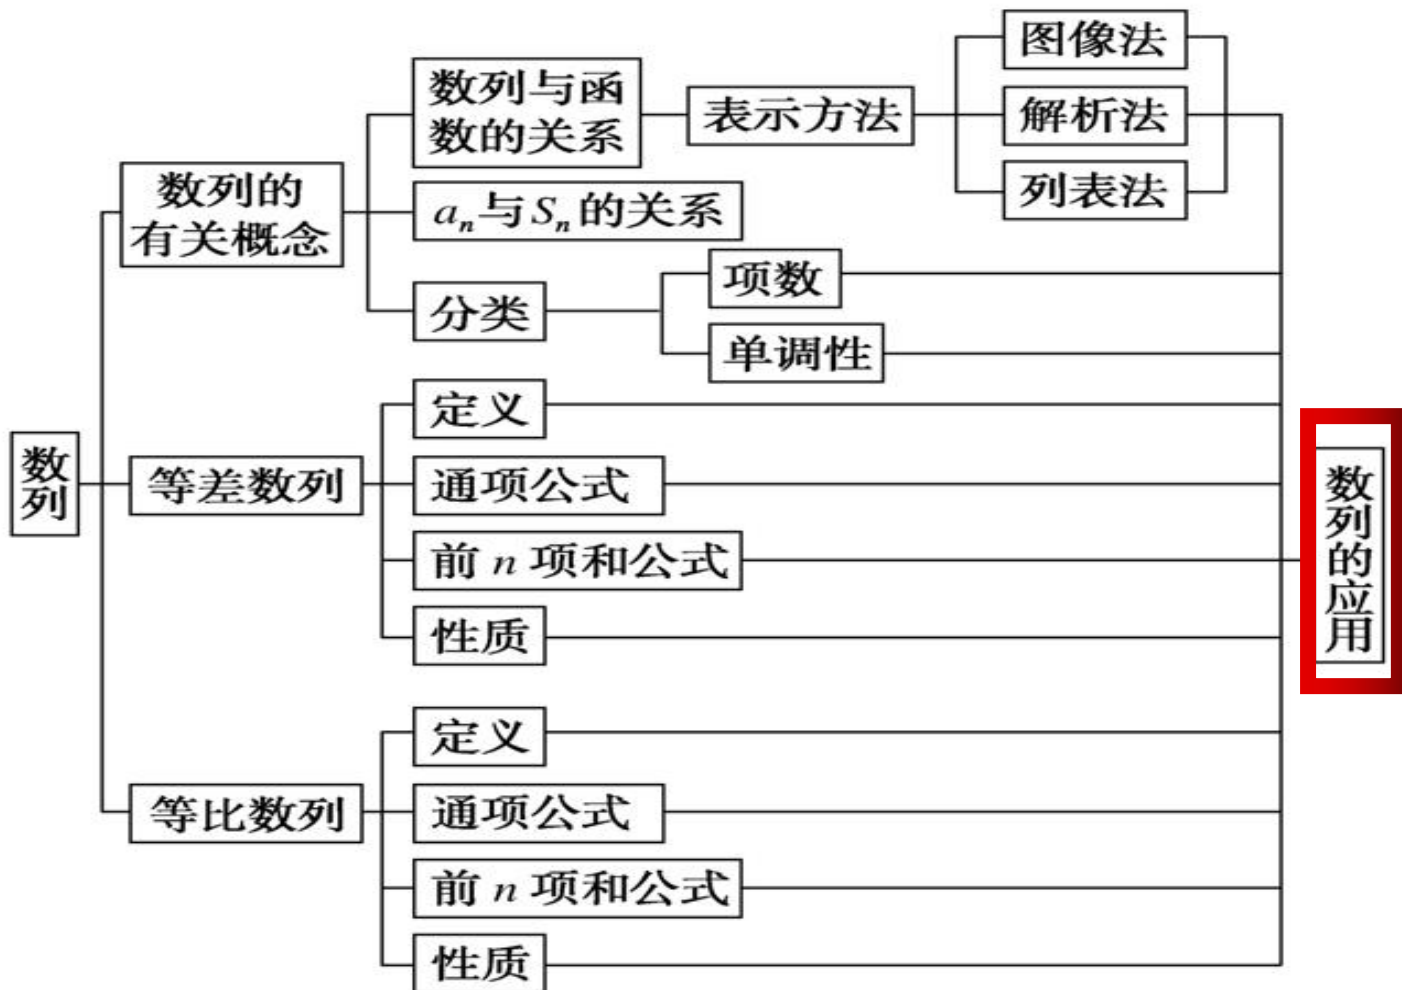 数列
数列的
有关概念
数列与函
数的关系
表示方法
图像法
解析法
列表法
aₙ与Sₙ的关系
分类
项数
单调性
等差数列
定义
通项公式
前 n 项和公式
性质
等比数列
定义
通项公式
前 n 项和公式
性质
数列的应用